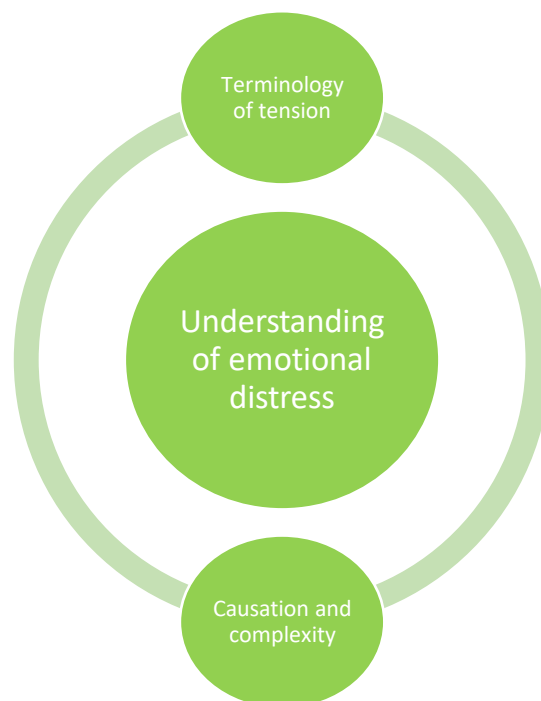 Terminology
of tension
Understanding
of emotional
distress
Causation and
complexity